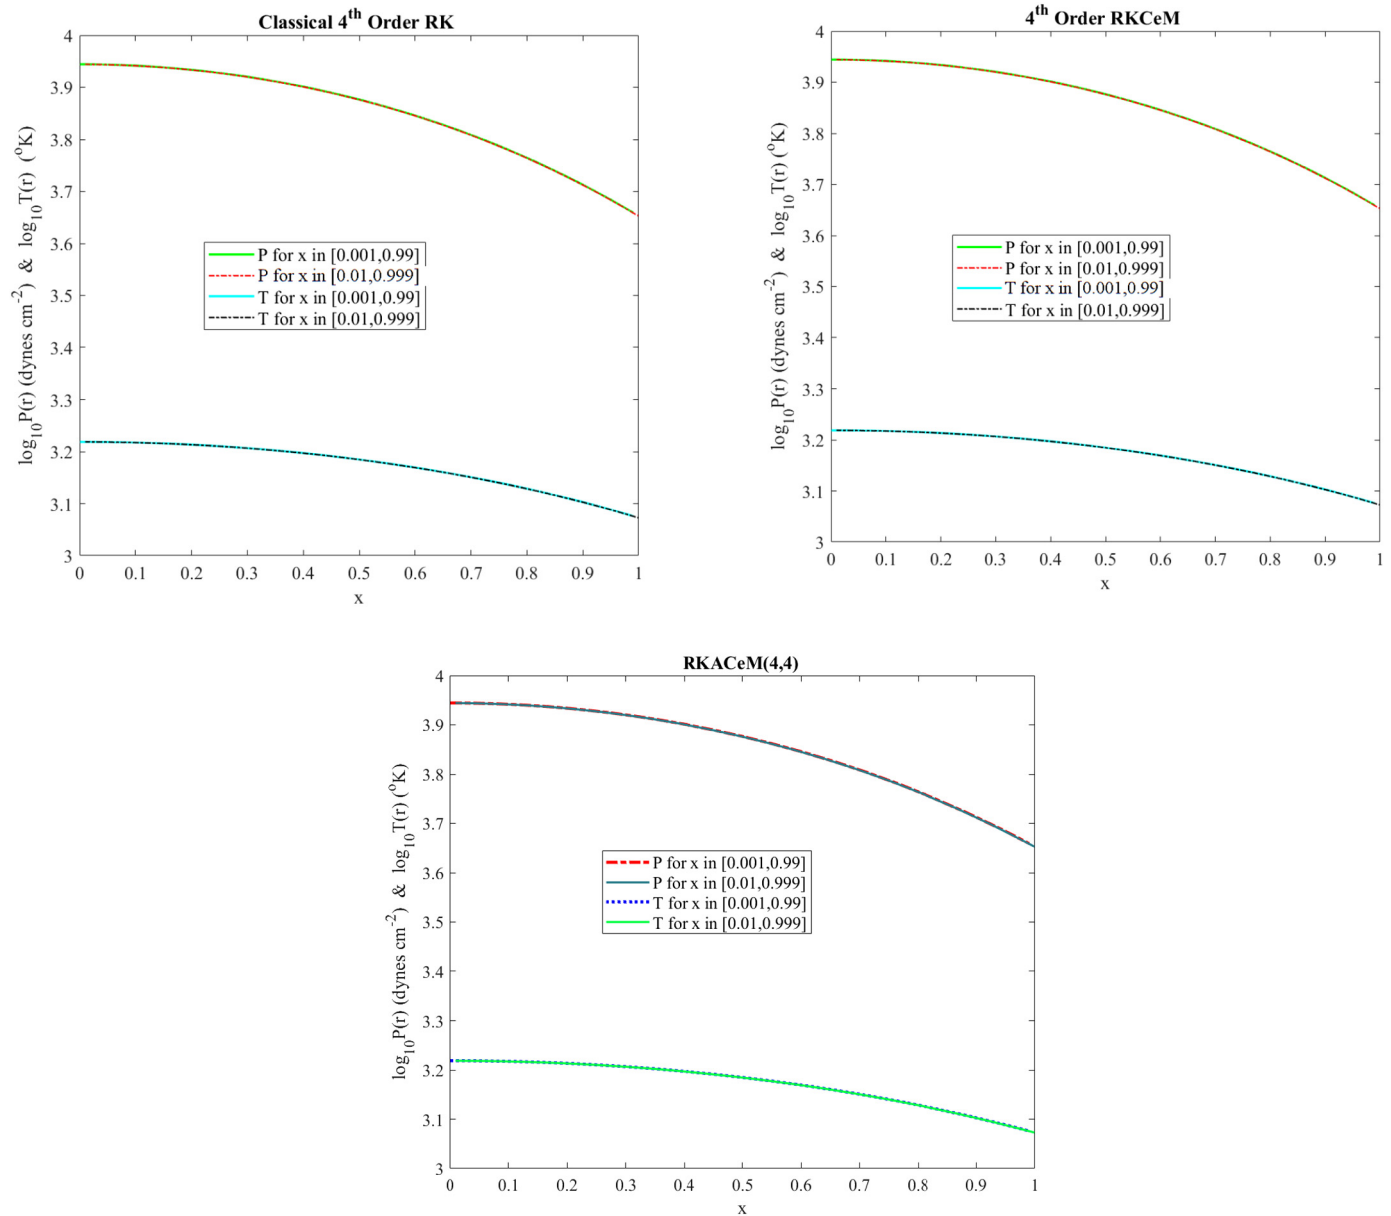 Classical 4th Order RK
4
3.9
3.8
3.7
3.6
3.5
3.4
3.3
3.2
3.1
3
log10P(r) (dynes cm-2) & log10T(r) (oK)
P for x in [0.001,0.99]
P for x in [0.01,0.999]
T for x in [0.001,0.99]
T for x in [0.01,0.999]
0 0.1 0.2 0.3 0.4 0.5 0.6 0.7 0.8 0.9 1
x
4th Order RKCeM
4
3.9
3.8
3.7
3.6
3.5
3.4
3.3
3.2
3.1
3
log10P(r) (dynes cm-2) & log10T(r) (oK)
P for x in [0.001,0.99]
P for x in [0.01,0.999]
T for x in [0.001,0.99]
T for x in [0.01,0.999]
0 0.1 0.2 0.3 0.4 0.5 0.6 0.7 0.8 0.9 1
x
RKACeM(4,4)
4
3.9
3.8
3.7
3.6
3.5
3.4
3.3
3.2
3.1
3
log10P(r) (dynes cm-2) & log10T(r) (oK)
P for x in [0.001,0.99]
P for x in [0.01,0.999]
T for x in [0.001,0.99]
T for x in [0.01,0.999]
0 0.1 0.2 0.3 0.4 0.5 0.6 0.7 0.8 0.9 1
x